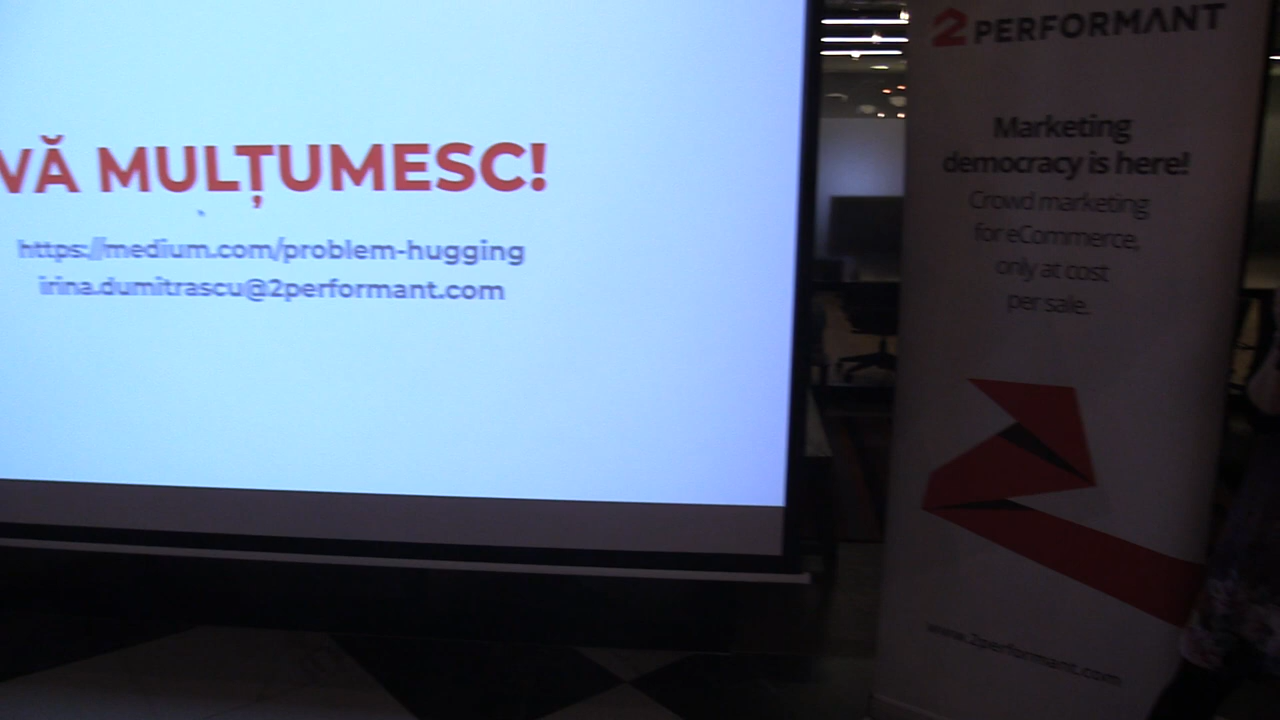 VĂ MULȚUMESC!
https://medium.com/problem-hugging
irina.dumitrascu@2performant.com
2PERFORMANT
Marketing
democracy is here!
Crowd marketing
for eCommerce,
only at cost
per sale.
www.2performant.com